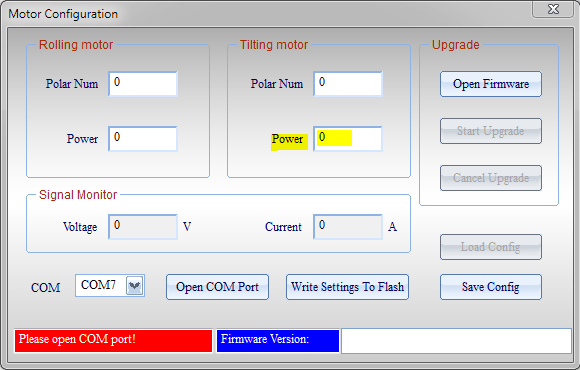 Motor Configuration
Rolling motor
Tilting motor
Upgrade
Polar Num 0
Polar Num 0
Open Firmware
Power 0
Power 0
Start Upgrade
Cancel Upgrade
Signal Monitor
Voltage 0 V
Current 0 A
Load Config
COM COM7
Open COM Port
Write Settings To Flash
Save Config
Please open COM port!
Firmware Version: